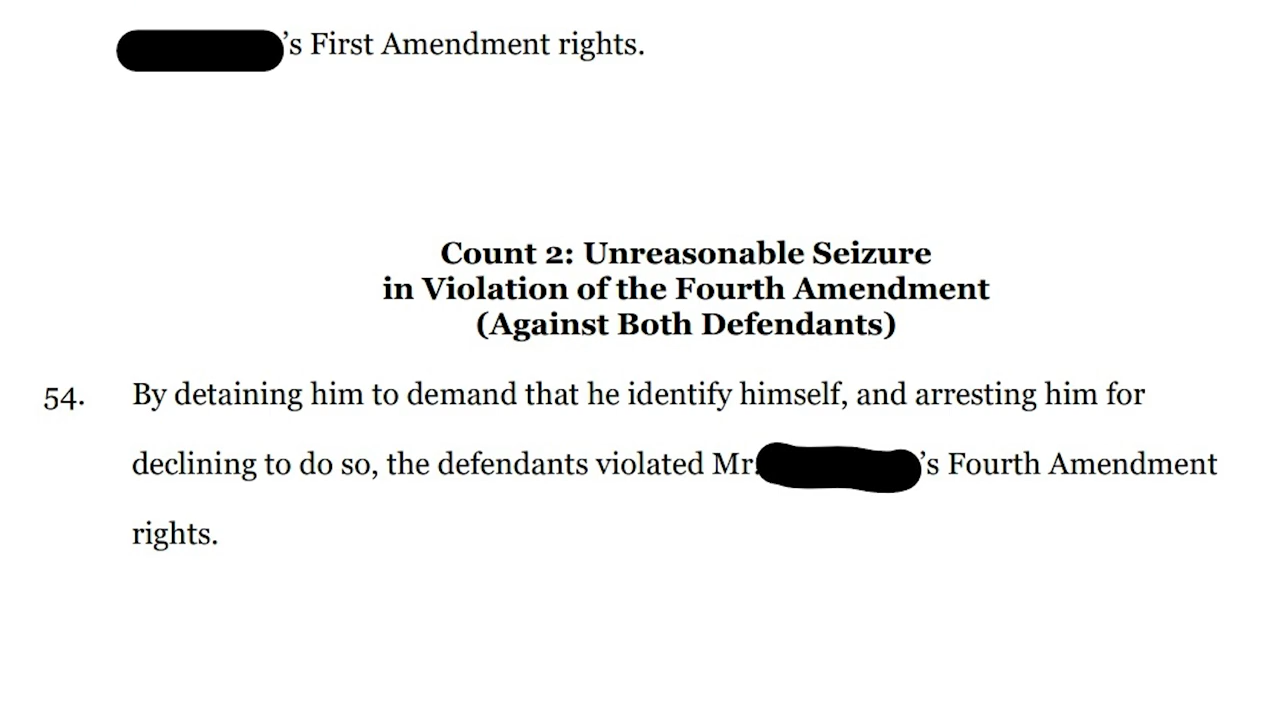 ’s First Amendment rights.
Count 2: Unreasonable Seizure
in Violation of the Fourth Amendment
(Against Both Defendants)
54. By detaining him to demand that he identify himself, and arresting him for
declining to do so, the defendants violated Mr. ’s Fourth Amendment
rights.